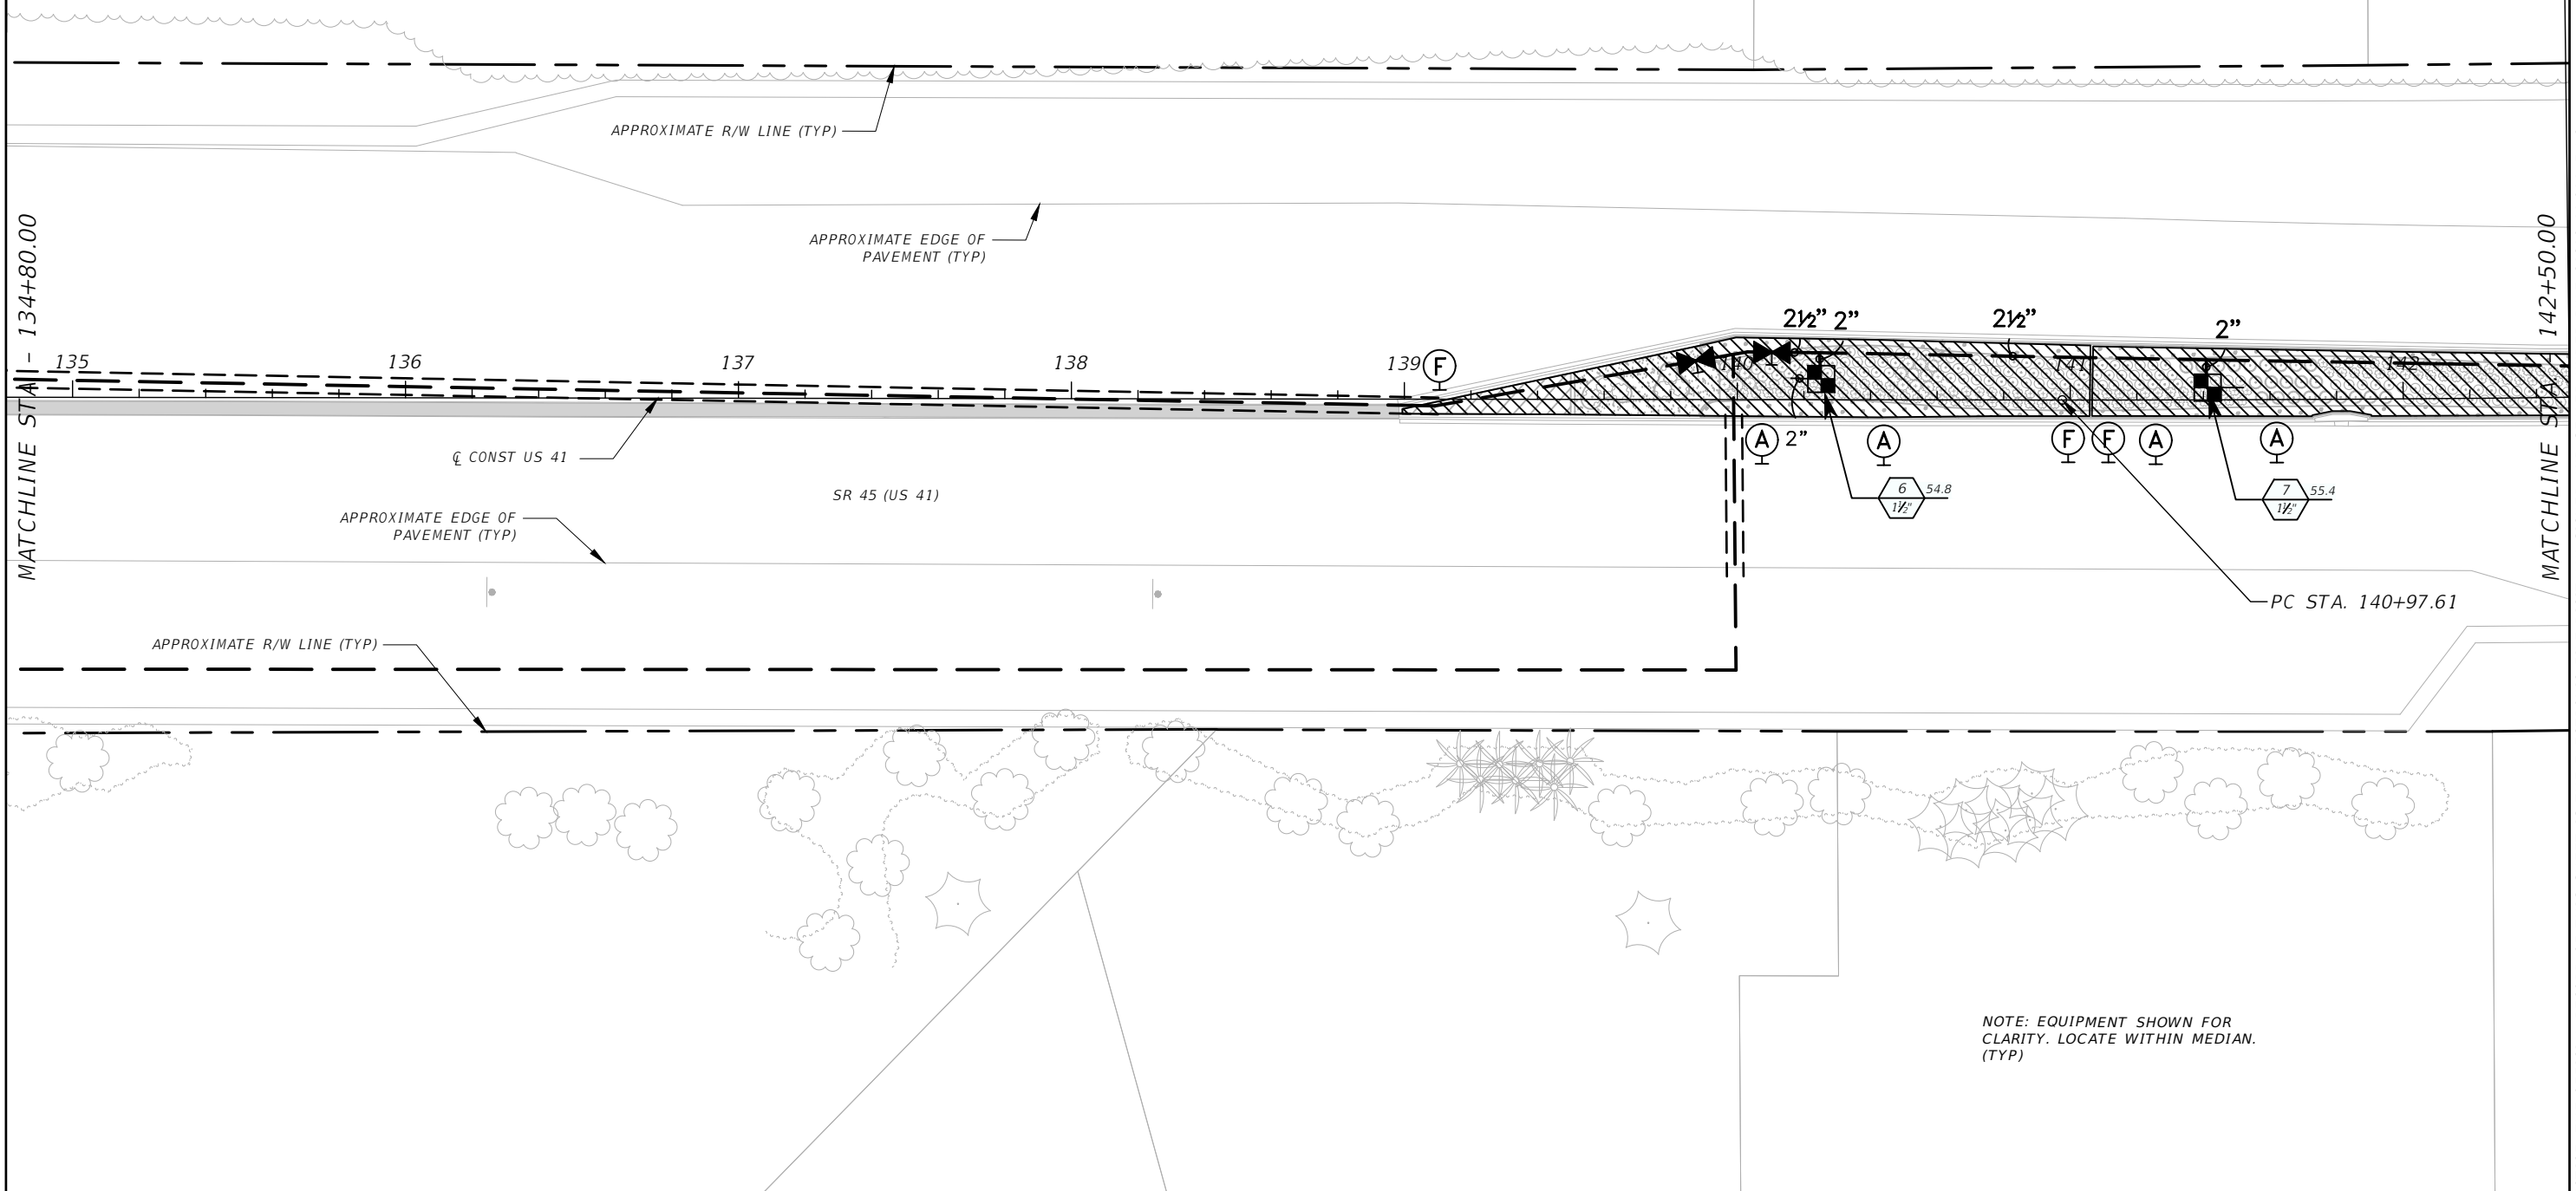 APPROXIMATE R/W LINE (TYP)
MATCHLINE STA - 134+80.00
APPROXIMATE EDGE OF
PAVEMENT (TYP)
MATCHLINE STA - 142+50.00
2½" 2" 2½" 2"
135 136 137 138 139 F 140 141 142
A 2" A F F A A
℄ CONST US 41
SR 45 (US 41)
6 54.8
1½"
7 55.4
1½"
APPROXIMATE EDGE OF
PAVEMENT (TYP)
PC STA. 140+97.61
APPROXIMATE R/W LINE (TYP)
NOTE: EQUIPMENT SHOWN FOR
CLARITY. LOCATE WITHIN MEDIAN.
(TYP)